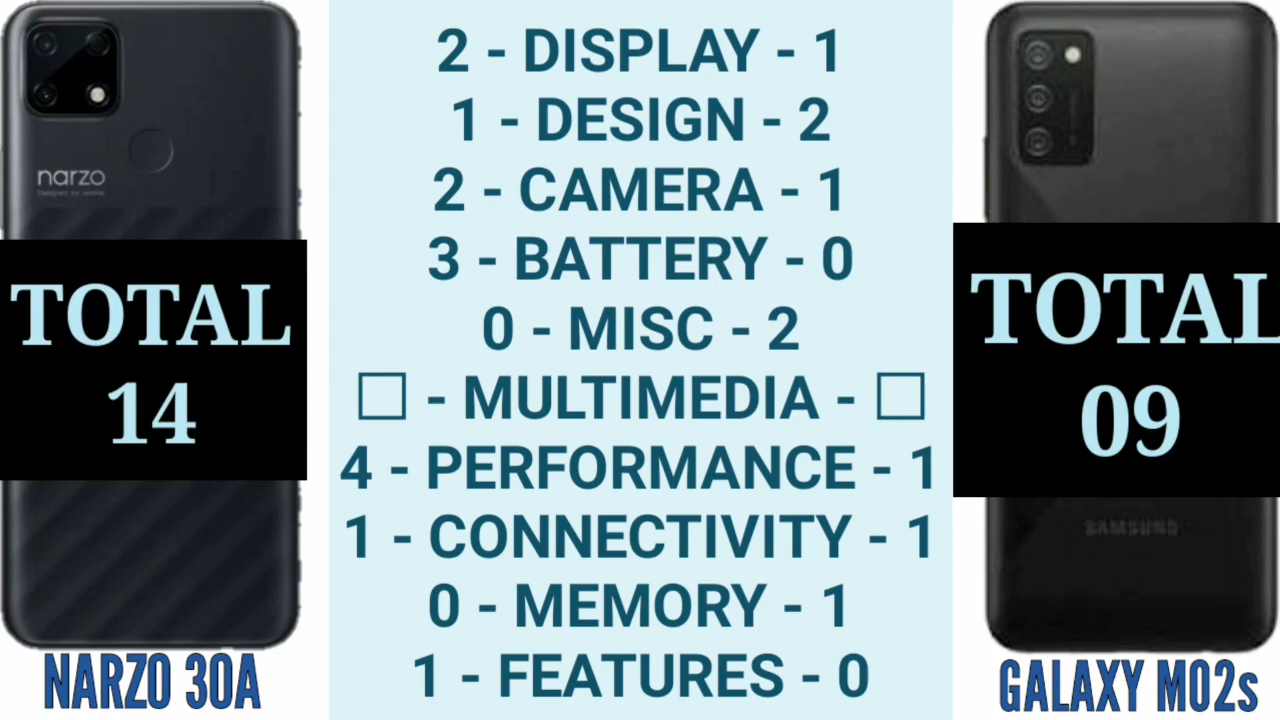 narzo
TOTAL
14
NARZO 30A
2 - DISPLAY - 1
1 - DESIGN - 2
2 - CAMERA - 1
3 - BATTERY - 0
0 - MISC - 2
☐ - MULTIMEDIA - ☐
4 - PERFORMANCE - 1
1 - CONNECTIVITY - 1
0 - MEMORY - 1
1 - FEATURES - 0
TOTAL
09
SAMSUNG
GALAXY M02s